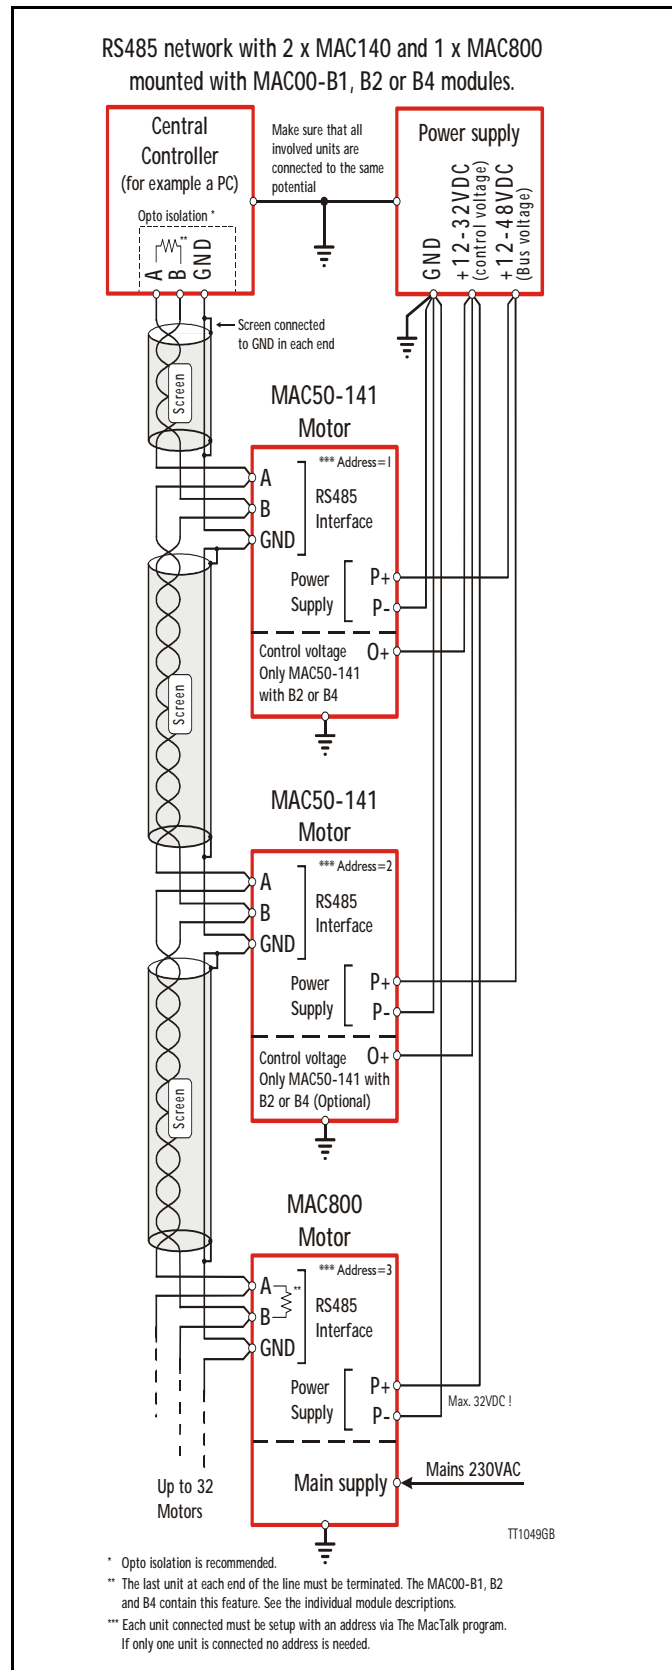 RS485 network with 2 x MAC140 and 1 x MAC800
mounted with MAC00-B1, B2 or B4 modules.
Central
Controller
(for example a PC)
Opto isolation *
**
A
B
GND
Make sure that all
involved units are
connected to the same
potential
Power supply
GND
+12-32VDC
(control voltage)
+12-48VDC
(Bus voltage)
Screen connected
to GND in each end
Screen
MAC50-141
Motor
*** Address=1
A
B
GND
RS485
Interface
Power
Supply
P+
P-
Control voltage
Only MAC50-141
with B2 or B4
O+
Screen
MAC50-141
Motor
*** Address=2
A
B
GND
RS485
Interface
Power
Supply
P+
P-
Control voltage
Only MAC50-141 with
B2 or B4 (Optional)
O+
Screen
MAC800
Motor
*** Address=3
A
**
B
GND
RS485
Interface
Power
Supply
P+
P-
Max. 32VDC !
Main supply
Mains 230VAC
Up to 32
Motors
TT1049GB
* Opto isolation is recommended.
** The last unit at each end of the line must be terminated. The MAC00-B1, B2
and B4 contain this feature. See the individual module descriptions.
*** Each unit connected must be setup with an address via The MacTalk program.
If only one unit is connected no address is needed.